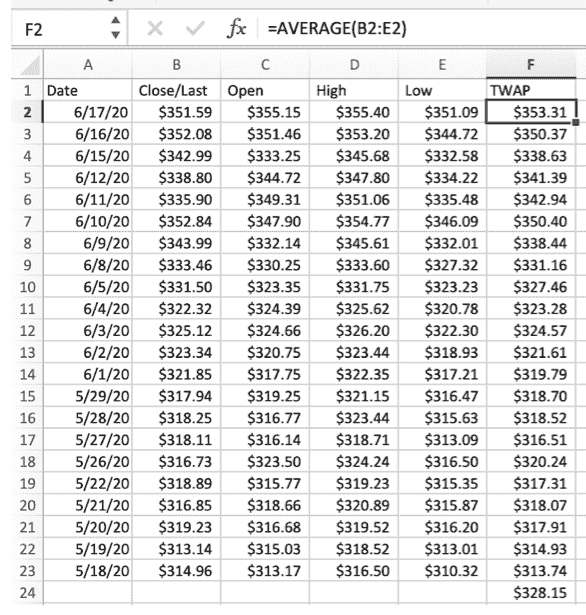 F2 fx =AVERAGE(B2:E2)
A B C D E F
1 Date Close/Last Open High Low TWAP
2 6/17/20 $351.59 $355.15 $355.40 $351.09 $353.31
3 6/16/20 $352.08 $351.46 $353.20 $344.72 $350.37
4 6/15/20 $342.99 $333.25 $345.68 $332.58 $338.63
5 6/12/20 $338.80 $344.72 $347.80 $334.22 $341.39
6 6/11/20 $335.90 $349.31 $351.06 $335.48 $342.94
7 6/10/20 $352.84 $347.90 $354.77 $346.09 $350.40
8 6/9/20 $343.99 $332.14 $345.61 $332.01 $338.44
9 6/8/20 $333.46 $330.25 $333.60 $327.32 $331.16
10 6/5/20 $331.50 $323.35 $331.75 $323.23 $327.46
11 6/4/20 $322.32 $324.39 $325.62 $320.78 $323.28
12 6/3/20 $325.12 $324.66 $326.20 $322.30 $324.57
13 6/2/20 $323.34 $320.75 $323.44 $318.93 $321.61
14 6/1/20 $321.85 $317.75 $322.35 $317.21 $319.79
15 5/29/20 $317.94 $319.25 $321.15 $316.47 $318.70
16 5/28/20 $318.25 $316.77 $323.44 $315.63 $318.52
17 5/27/20 $318.11 $316.14 $318.71 $313.09 $316.51
18 5/26/20 $316.73 $323.50 $324.24 $316.50 $320.24
19 5/22/20 $318.89 $315.77 $319.23 $315.35 $317.31
20 5/21/20 $316.85 $318.66 $320.89 $315.87 $318.07
21 5/20/20 $319.23 $316.68 $319.52 $316.20 $317.91
22 5/19/20 $313.14 $315.03 $318.52 $313.01 $314.93
23 5/18/20 $314.96 $313.17 $316.50 $310.32 $313.74
24 $328.15